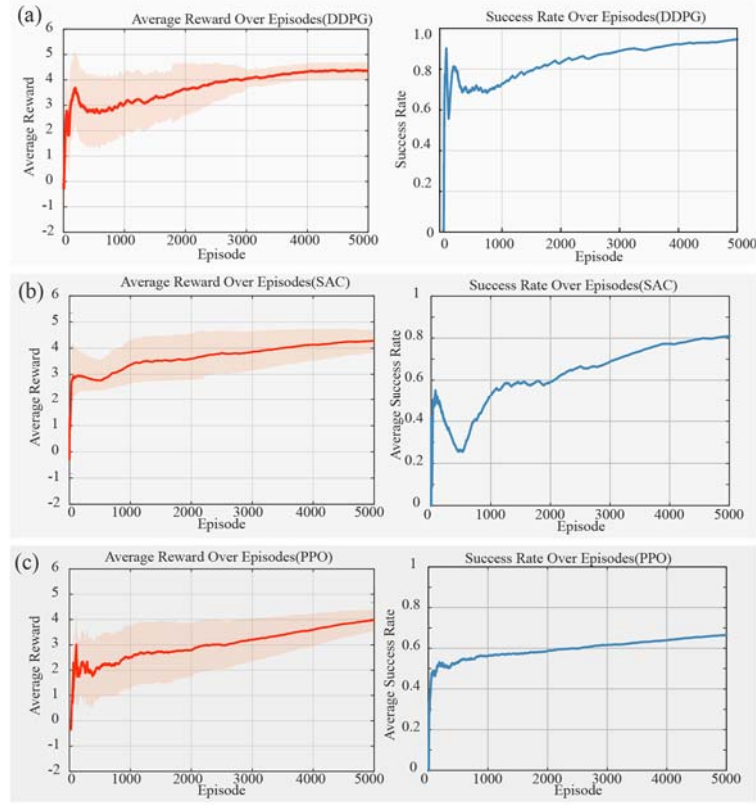 (a)
Average Reward Over Episodes(DDPG)
6
5
4
3
2
1
0
-1
-2
Average Reward
0 1000 2000 3000 4000 5000
Episode
Success Rate Over Episodes(DDPG)
1.0
0.8
0.6
0.4
0.2
0
Success Rate
0 1000 2000 3000 4000 5000
Episode
(b)
Average Reward Over Episodes(SAC)
6
5
4
3
2
1
0
-1
-2
Average Reward
0 1000 2000 3000 4000 5000
Episode
Success Rate Over Episodes(SAC)
1
0.8
0.6
0.4
0.2
0
Average Success Rate
0 1000 2000 3000 4000 5000
Episode
(c)
Average Reward Over Episodes(PPO)
6
5
4
3
2
1
0
-1
-2
Average Reward
0 1000 2000 3000 4000 5000
Episode
Success Rate Over Episodes(PPO)
1
0.8
0.6
0.4
0.2
0
Average Success Rate
0 1000 2000 3000 4000 5000
Episode